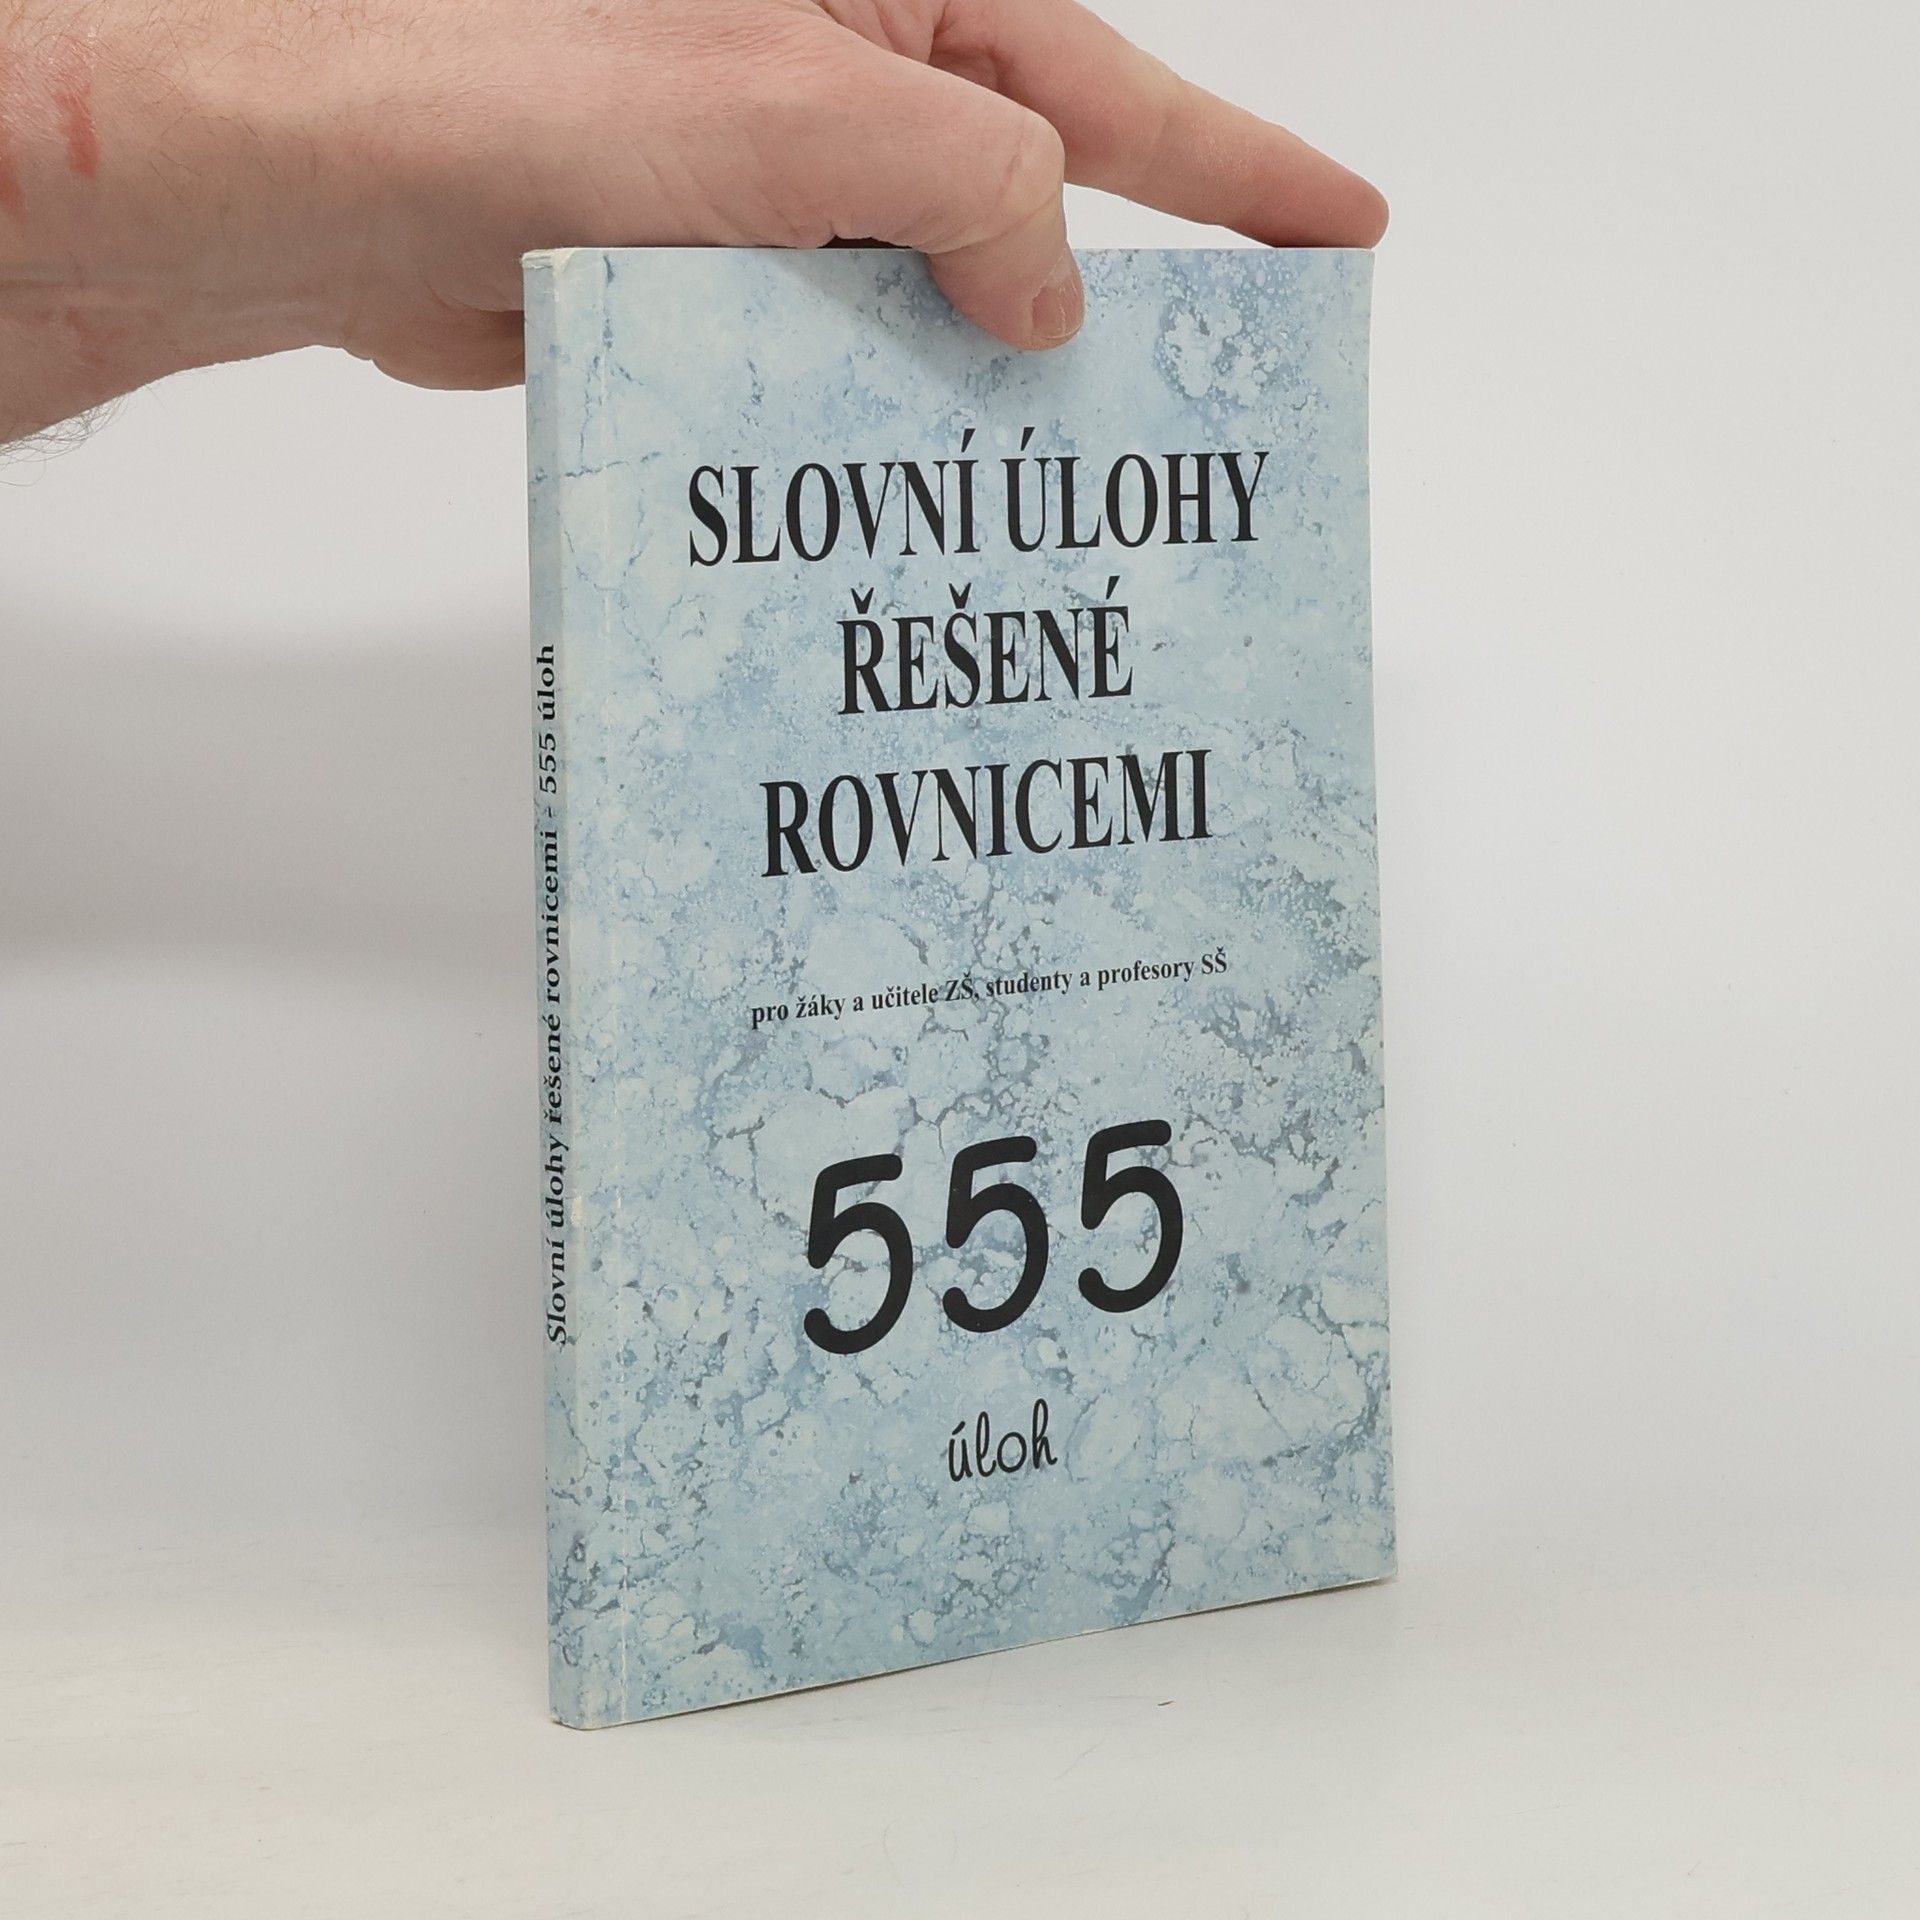 SLOVNÍ ÚLOHY
ŘEŠENÉ
ROVNICEMI
pro žáky a učitele ZŠ, studenty a profesory SŠ
555
úloh
Slovní úlohy řešené rovnicemi - 555 úloh